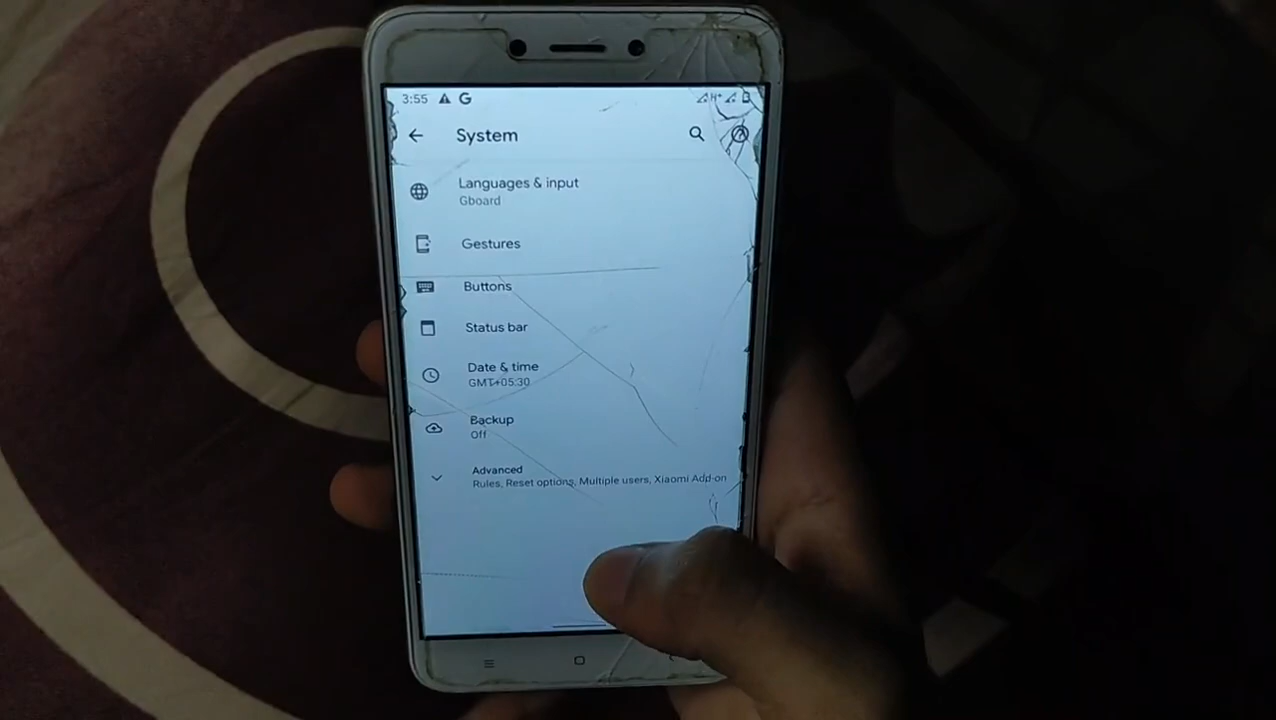 3:55 G H+
System
Languages & input
Gboard
Gestures
Buttons
Status bar
Date & time
GMT+05:30
Backup
Off
Advanced
Rules, Reset options, Multiple users, Xiaomi Add-on